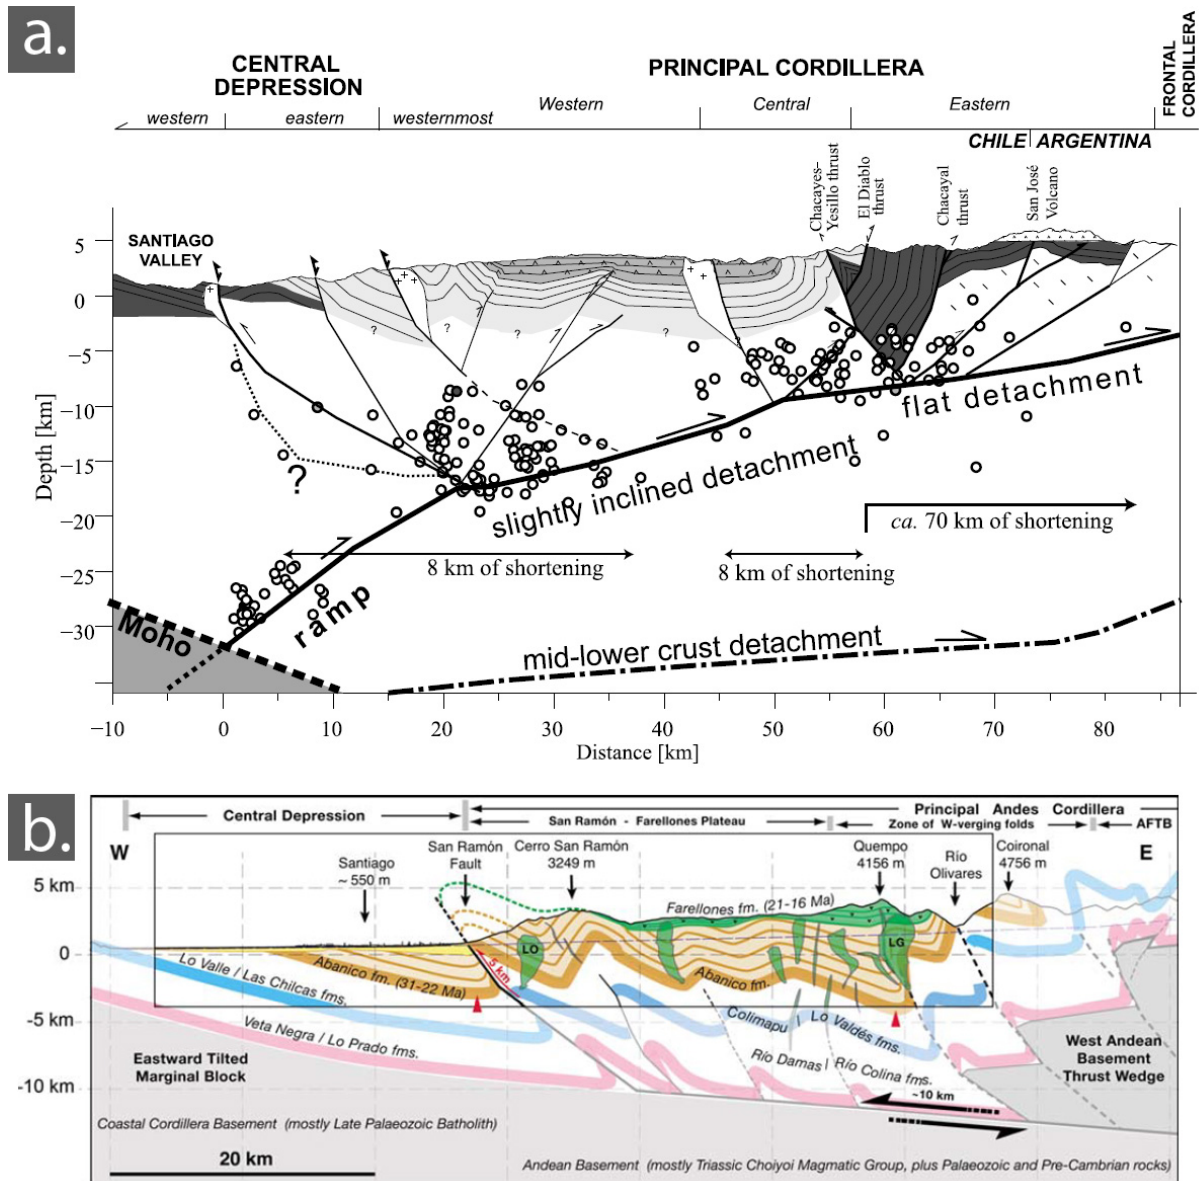 a.
CENTRAL
DEPRESSION
PRINCIPAL CORDILLERA
FRONTAL
CORDILLERA
western
eastern
westernmost
Western
Central
Eastern
CHILE
ARGENTINA
Chacayes-
Yesillo thrust
El Diablo
thrust
Chacayal
thrust
San José
Volcano
SANTIAGO
VALLEY
5
0
−5
−10
−15
−20
−25
−30
Depth [km]
?
?
?
?
?
flat detachment
slightly inclined detachment
ca. 70 km of shortening
8 km of shortening
8 km of shortening
ramp
Moho
mid-lower crust detachment
−10
0
10
20
30
40
50
60
70
80
Distance [km]
b.
Central Depression
Principal Andes Cordillera
San Ramón - Farellones Plateau
Zone of W-verging folds
AFTB
W
E
Santiago
~ 550 m
San Ramón
Fault
Cerro San Ramón
3249 m
Quempo
4156 m
Río
Olivares
Coironal
4756 m
5 km
0
-5 km
-10 km
Farellones fm. (21-16 Ma)
LO
LG
5 km
Abanico fm. (31-22 Ma)
Abanico fm.
Lo Valle / Las Chilcas fms.
Colimapu
Lo Valdés fms.
Veta Negra / Lo Prado fms.
Río Damas
Río Colina fms.
Eastward Tilted
Marginal Block
West Andean
Basement
Thrust Wedge
~10 km
Coastal Cordillera Basement (mostly Late Palaeozoic Batholith)
20 km
Andean Basement (mostly Triassic Choiyoi Magmatic Group, plus Palaeozoic and Pre-Cambrian rocks)